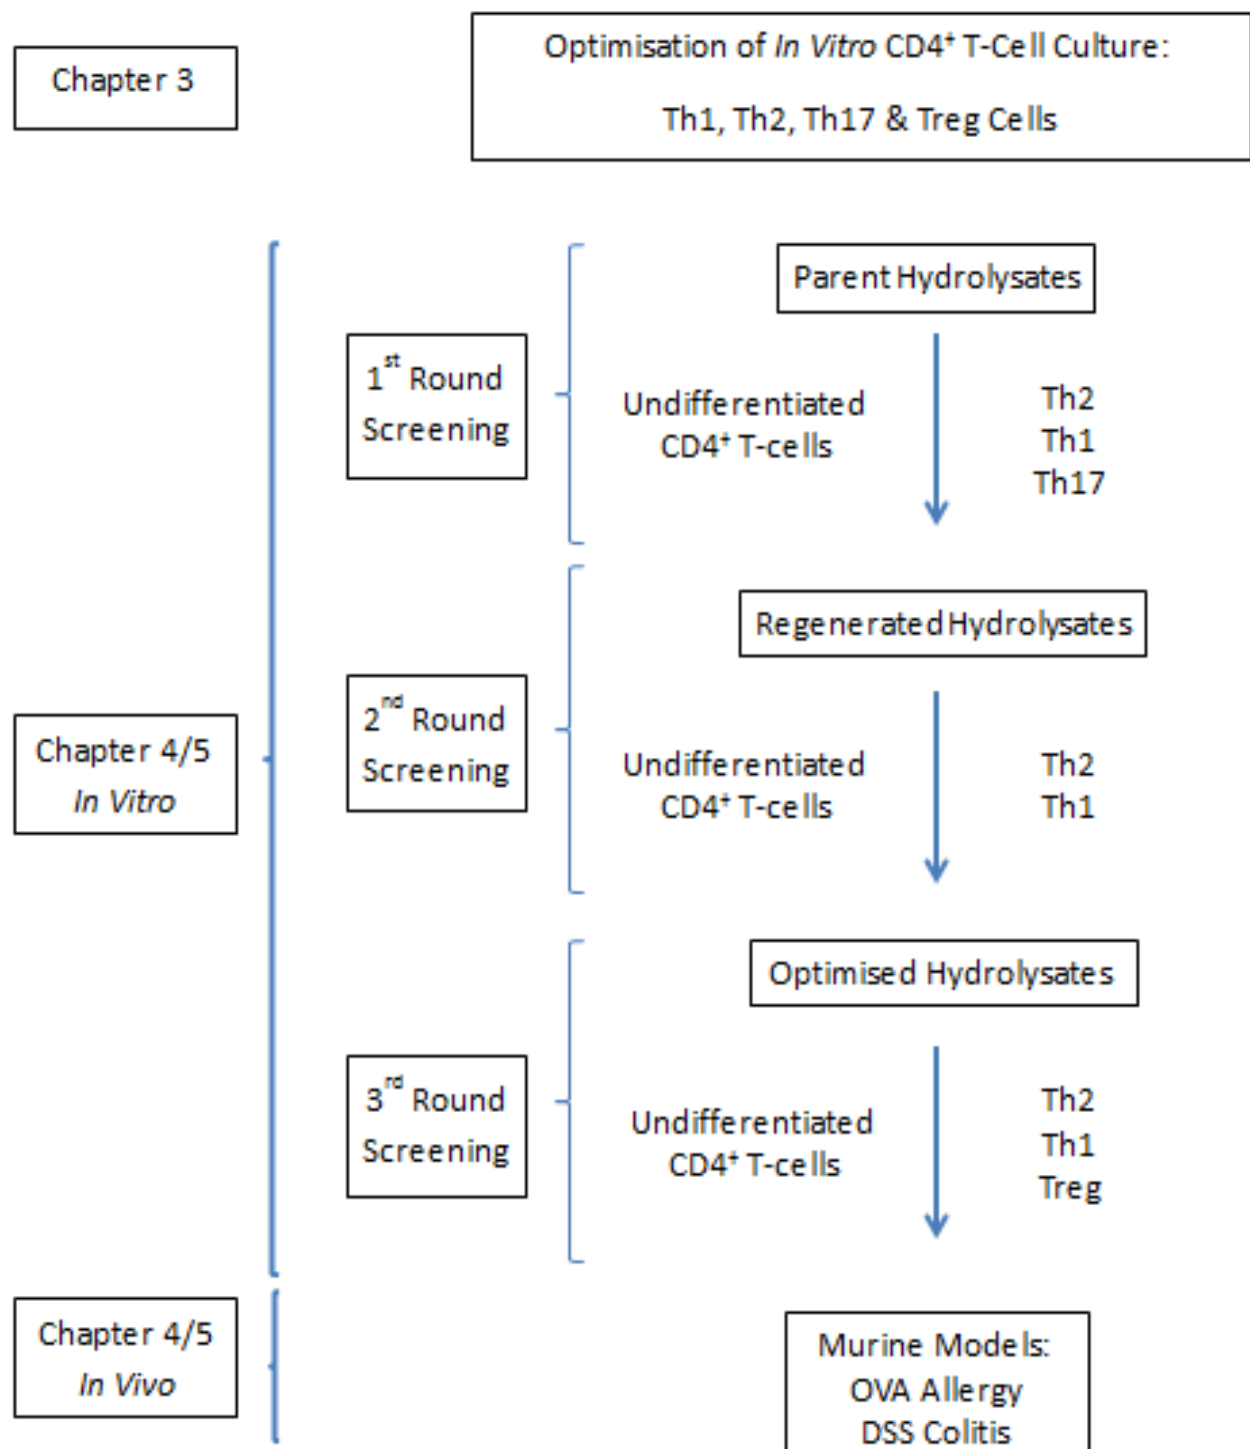 Chapter 3
Optimisation of In Vitro CD4⁺ T-Cell Culture:
Th1, Th2, Th17 & Treg Cells
Parent Hydrolysates
1st Round
Screening
Undifferentiated
CD4⁺ T-cells
Th2
Th1
Th17
Regenerated Hydrolysates
2nd Round
Screening
Undifferentiated
CD4⁺ T-cells
Th2
Th1
Chapter 4/5
In Vitro
Optimised Hydrolysates
3rd Round
Screening
Undifferentiated
CD4⁺ T-cells
Th2
Th1
Treg
Chapter 4/5
In Vivo
Murine Models:
OVA Allergy
DSS Colitis